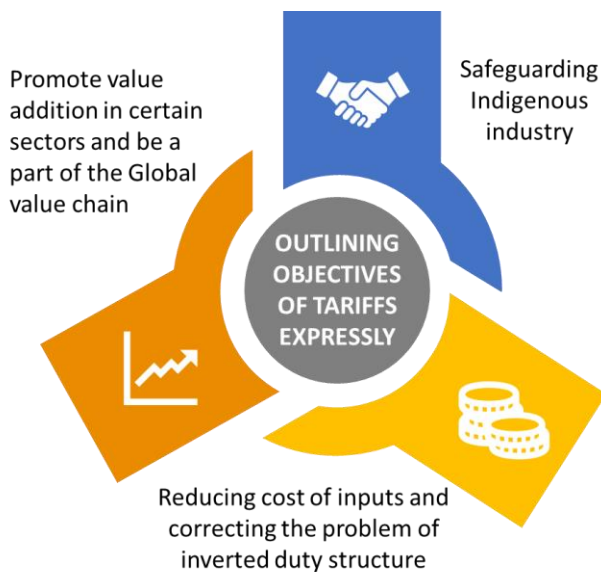 Promote value
addition in certain
sectors and be a
part of the Global
value chain
Safeguarding
Indigenous
industry
OUTLINING
OBJECTIVES
OF TARIFFS
EXPRESSLY
Reducing cost of inputs and
correcting the problem of
inverted duty structure